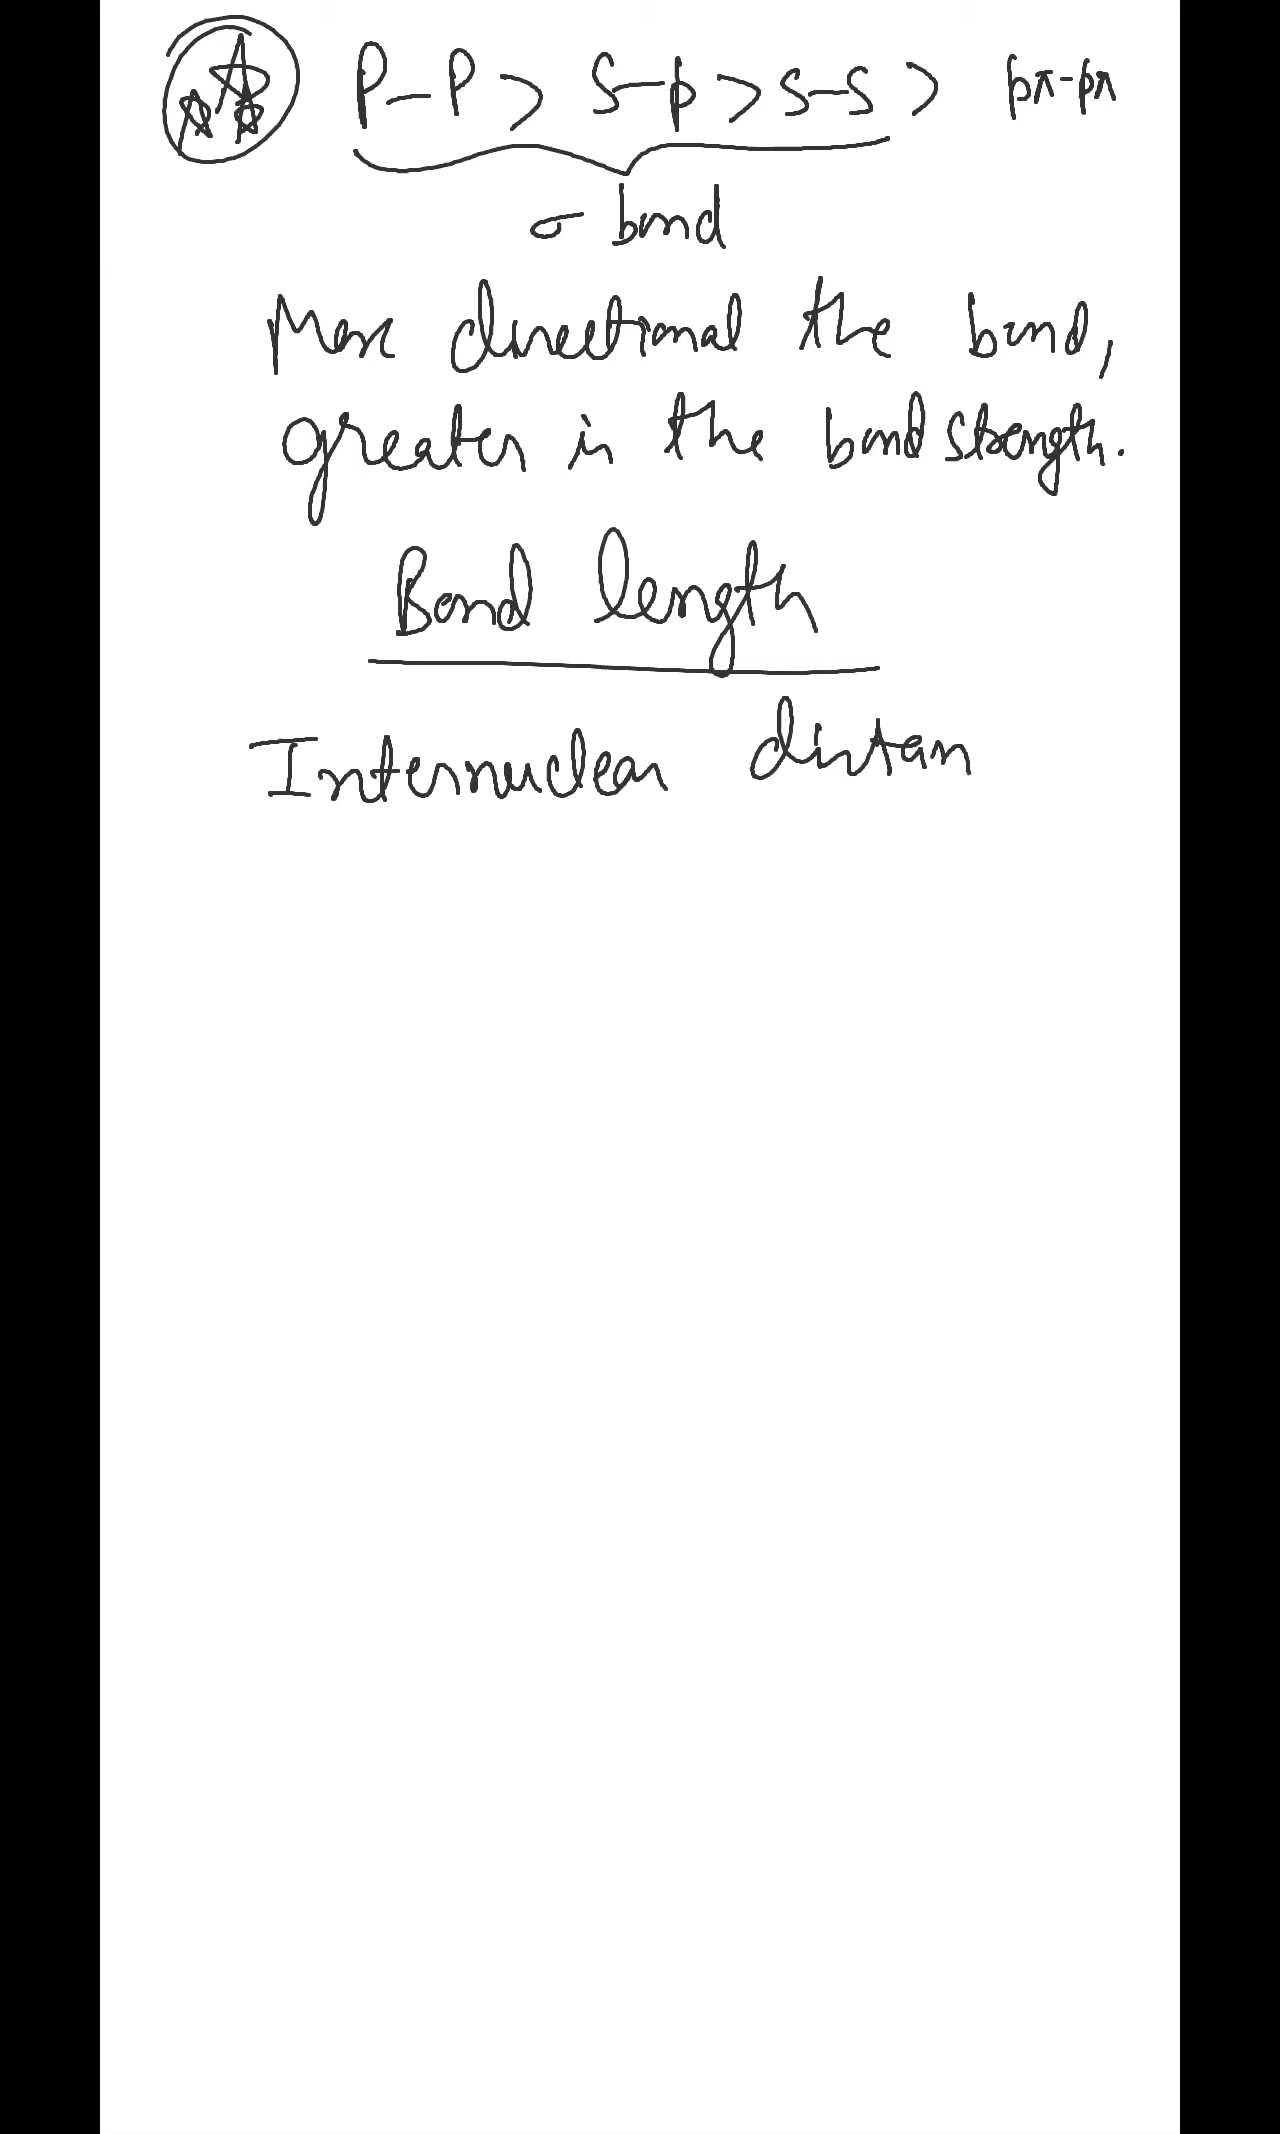 P-P > s-p > s-s > pπ-pπ
σ bond
More directional the bond,
greater is the bond strength.
Bond length
Internuclear distan